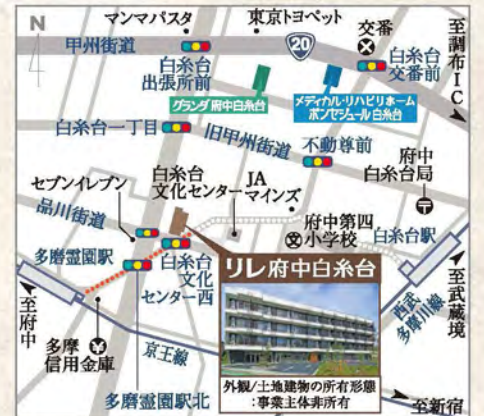 N
マンマパスタ
東京トヨペット
交番
甲州街道
20
至調布IC
白糸台
出張所前
白糸台
交番前
グランダ府中白糸台
メディカル・リハビリホーム
ボンセジュール白糸台
白糸台一丁目
旧甲州街道
不動尊前
府中
白糸台局
セブンイレブン
白糸台
文化センター
JA
マインズ
品川街道
府中第四
小学校
文
白糸台駅
多磨霊園駅
白糸台
文化
センター西
リレ府中白糸台
至府中
多摩
信用金庫
京王線
西武
多摩川線
至武蔵境
外観/土地建物の所有形態
:事業主体非所有
多磨霊園駅北
至新宿